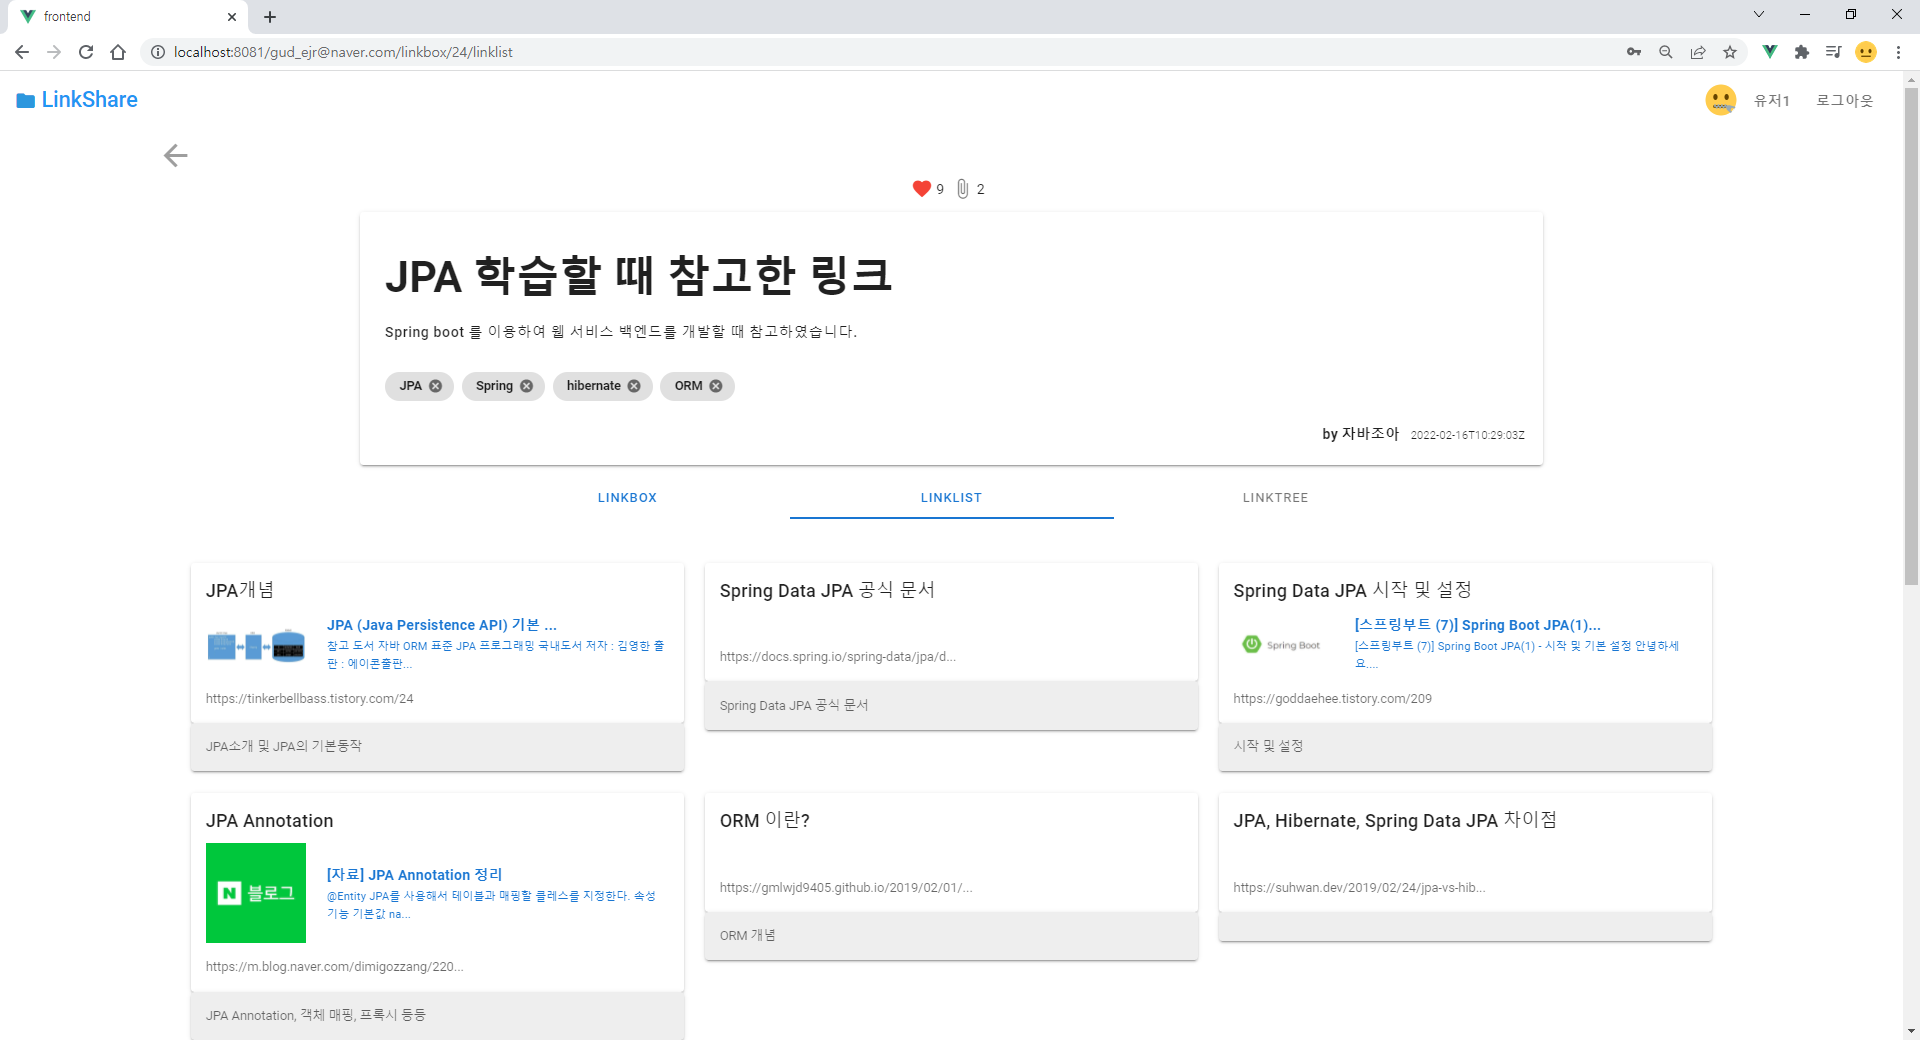 frontend
localhost:8081/gud_ejr@naver.com/linkbox/24/linklist
LinkShare
유저1
로그아웃
9
2
JPA 학습할 때 참고한 링크
Spring boot 를 이용하여 웹 서비스 백엔드를 개발할 때 참고하였습니다.
JPA
Spring
hibernate
ORM
by 자바조아 2022-02-16T10:29:03Z
LINKBOX
LINKLIST
LINKTREE
JPA개념
JPA (Java Persistence API) 기본 ...
참고 도서 자바 ORM 표준 JPA 프로그래밍 국내도서 저자 : 김영한 출
판 : 에이콘출판...
https://tinkerbellbass.tistory.com/24
JPA소개 및 JPA의 기본동작
Spring Data JPA 공식 문서
https://docs.spring.io/spring-data/jpa/d...
Spring Data JPA 공식 문서
Spring Data JPA 시작 및 설정
Spring Boot
[스프링부트 (7)] Spring Boot JPA(1)...
[스프링부트 (7)] Spring Boot JPA(1) - 시작 및 기본 설정 안녕하세
요....
https://goddaehee.tistory.com/209
시작 및 설정
JPA Annotation
N 블로그
[자료] JPA Annotation 정리
@Entity JPA를 사용해서 테이블과 매핑할 클레스를 지정한다. 속성
기능 기본값 na...
https://m.blog.naver.com/dimigozzang/220...
JPA Annotation, 객체 매핑, 프록시 등등
ORM 이란?
https://gmlwjd9405.github.io/2019/02/01/...
ORM 개념
JPA, Hibernate, Spring Data JPA 차이점
https://suhwan.dev/2019/02/24/jpa-vs-hib...